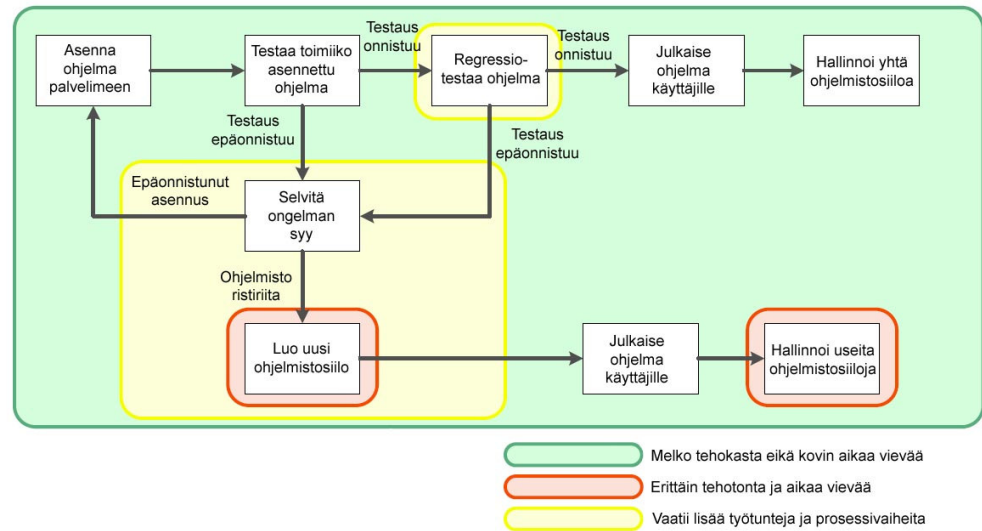 Asenna
ohjelma
palvelimeen
Testaa toimiiko
asennettu
ohjelma
Testaus
onnistuu
Regressio-
testaa ohjelma
Testaus
onnistuu
Julkaise
ohjelma
käyttäjille
Hallinnoi yhtä
ohjelmistosiiloa
Testaus
epäonnistuu
Testaus
epäonnistuu
Epäonnistunut
asennus
Selvitä
ongelman
syy
Ohjelmisto
ristiriita
Luo uusi
ohjelmistosiilo
Julkaise
ohjelma
käyttäjille
Hallinnoi useita
ohjelmistosiiloja
Melko tehokasta eikä kovin aikaa vievää
Erittäin tehotonta ja aikaa vievää
Vaatii lisää työtunteja ja prosessivaiheita